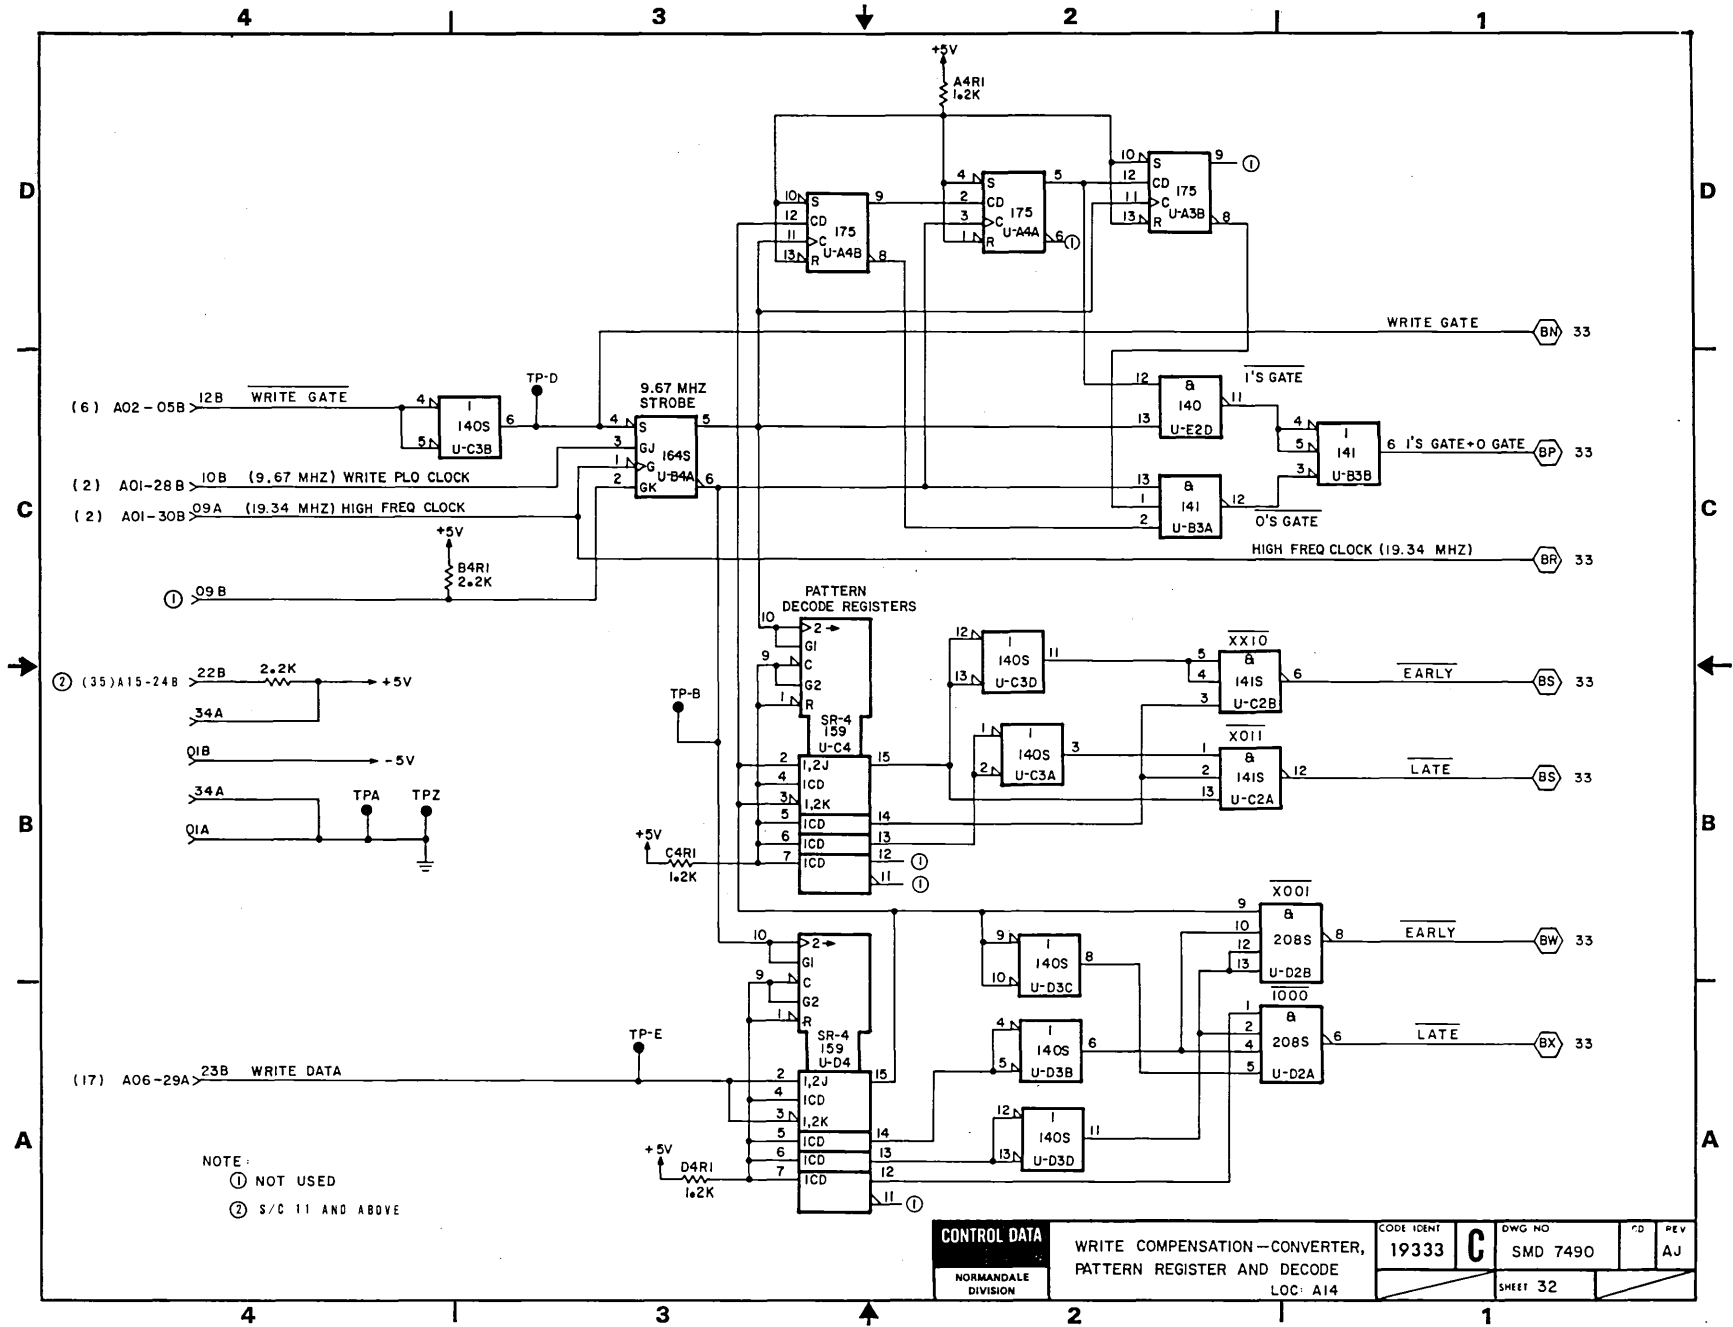 4 3 2 1
+5V
A4R1
1.2K
D D
10 S 9 ①
12 CD
175
11 C
U-A3B
13 R 8
4 S 5
2 CD
175
3 C
U-A4A
1 R 6 ①
10 S 9
12 CD
175
11 C
U-A4B
13 R 8
WRITE GATE BN 33
(6) A02-05B 12B WRITE GATE
4 1 6
140S
5 U-C3B
TP-D
9.67 MHZ
STROBE
4 S 5
3 GJ
164S
1 G
U-B4A 6
2 GK
12 &
140 11
13 U-E2D
1'S GATE
4 1
5 141 6
3 U-B3B
1'S GATE+0 GATE BP 33
13 &
1 141 12
2 U-B3A
0'S GATE
(2) A01-28B 10B (9.67 MHZ) WRITE PLO CLOCK
C C
(2) A01-30B 09A (19.34 MHZ) HIGH FREQ CLOCK
HIGH FREQ CLOCK (19.34 MHZ) BR 33
+5V
B4R1
2.2K
① 09B
PATTERN
DECODE REGISTERS
10 2→
G1
9 C
G2
1 R
SR-4
159
U-C4
2 1,2J 15
4 1CD
3 1,2K
5 1CD 14
6 1CD 13
7 1CD 12 ①
11 ①
TP-B
+5V
C4R1
1.2K
12 1 11
140S
13 U-C3D
1 1 3
140S
2 U-C3A
XX10
5 &
4 141S 6
3 U-C2B
EARLY BS 33
X011
1 &
2 141S 12
13 U-C2A
LATE BS 33
② (35)A15-24B 22B 2.2K +5V
34A
01B -5V
34A TPA TPZ
01A
B B
10 2→
G1
9 C
G2
1 R
SR-4
159
U-D4
2 1,2J 15
4 1CD
3 1,2K
5 1CD 14
6 1CD 13
7 1CD 12
11 ①
9 1 8
140S
10 U-D3C
4 1 6
140S
5 U-D3B
12 1 11
140S
13 U-D3D
X001
9 &
10 208S 8
12
13 U-D2B
EARLY BW 33
1000
1 &
2
4 208S 6
5 U-D2A
LATE BX 33
TP-E
(17) A06-29A 23B WRITE DATA
+5V
D4R1
1.2K
A A
NOTE:
① NOT USED
② S/C 11 AND ABOVE
CONTROL DATA
NORMANDALE
DIVISION
WRITE COMPENSATION—CONVERTER,
PATTERN REGISTER AND DECODE
LOC: A14
CODE IDENT
19333
C
DWG NO
SMD 7490
CD
REV
AJ
SHEET 32
4 3 2 1